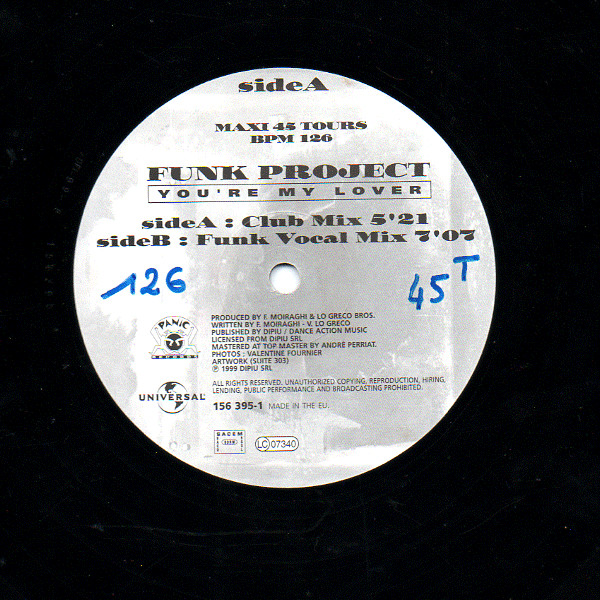 sideA
MAXI 45 TOURS
BPM 126
FUNK PROJECT
YOU'RE MY LOVER
sideA : Club Mix 5'21
sideB : Funk Vocal Mix 7'07
126
45T
PANIC
PRODUCED BY F. MOIRAGHI & LO GRECO BROS.
WRITTEN BY F. MOIRAGHI - V. LO GRECO
PUBLISHED BY DIPIU / DANCE ACTION MUSIC
LICENSED FROM DIPIU SRL
MASTERED AT TOP MASTER BY ANDRÉ PERRIAT.
PHOTOS : VALENTINE FOURNIER
ARTWORK (SUITE 303)
℗ 1999 DIPIU SRL
UNIVERSAL
ALL RIGHTS RESERVED, UNAUTHORIZED COPYING, REPRODUCTION, HIRING,
LENDING, PUBLIC PERFORMANCE AND BROADCASTING PROHIBITED.
156 395-1 MADE IN THE EU.
SACEM
LC 07340